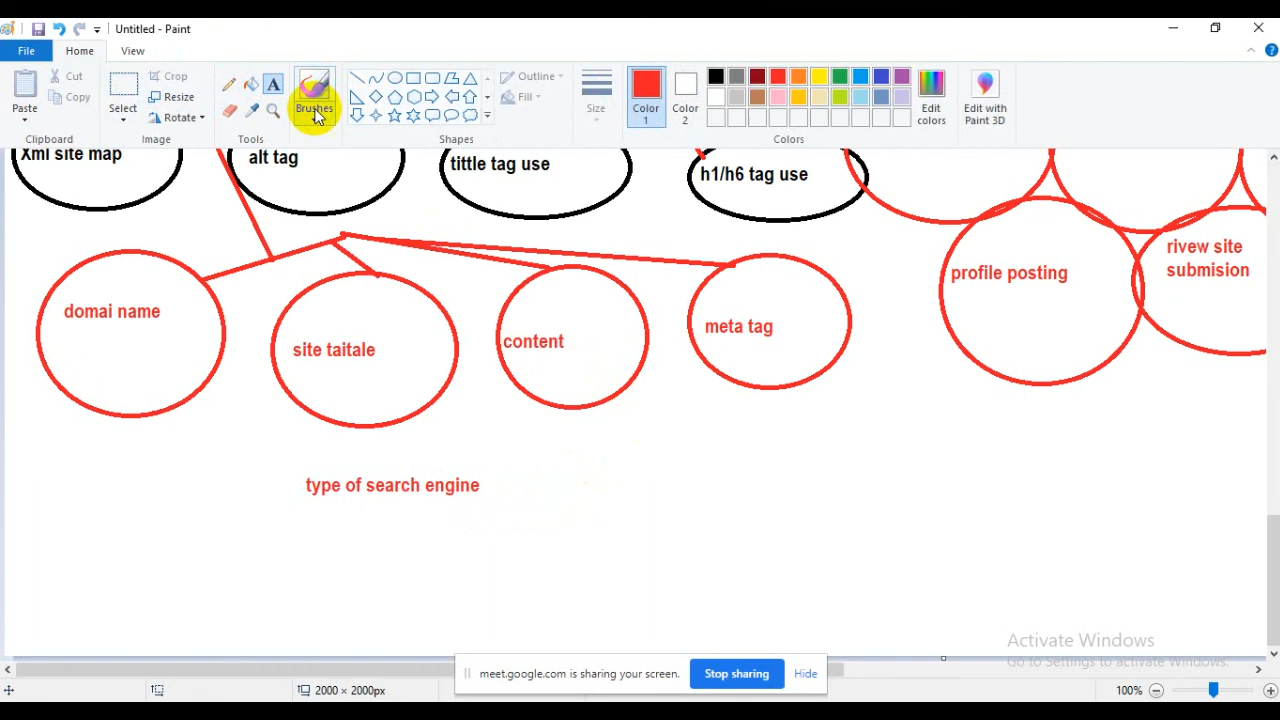 Untitled - Paint
File
Home
View
Paste
Cut
Copy
Clipboard
Select
Crop
Resize
Rotate
Image
A
Tools
Brushes
Shapes
Outline
Fill
Size
Color
1
Color
2
Edit
colors
Colors
Edit with
Paint 3D
Xml site map
alt tag
tittle tag use
h1/h6 tag use
rivew site
submision
profile posting
domai name
site taitale
content
meta tag
type of search engine
Activate Windows
Go to Settings to activate Windows.
meet.google.com is sharing your screen.
Stop sharing
Hide
2000 × 2000px
100%